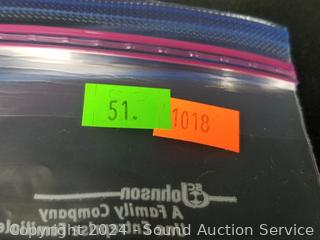 51.
1018
SC Johnson
A Family Company
Copyright 2024 - Sound Auction Service